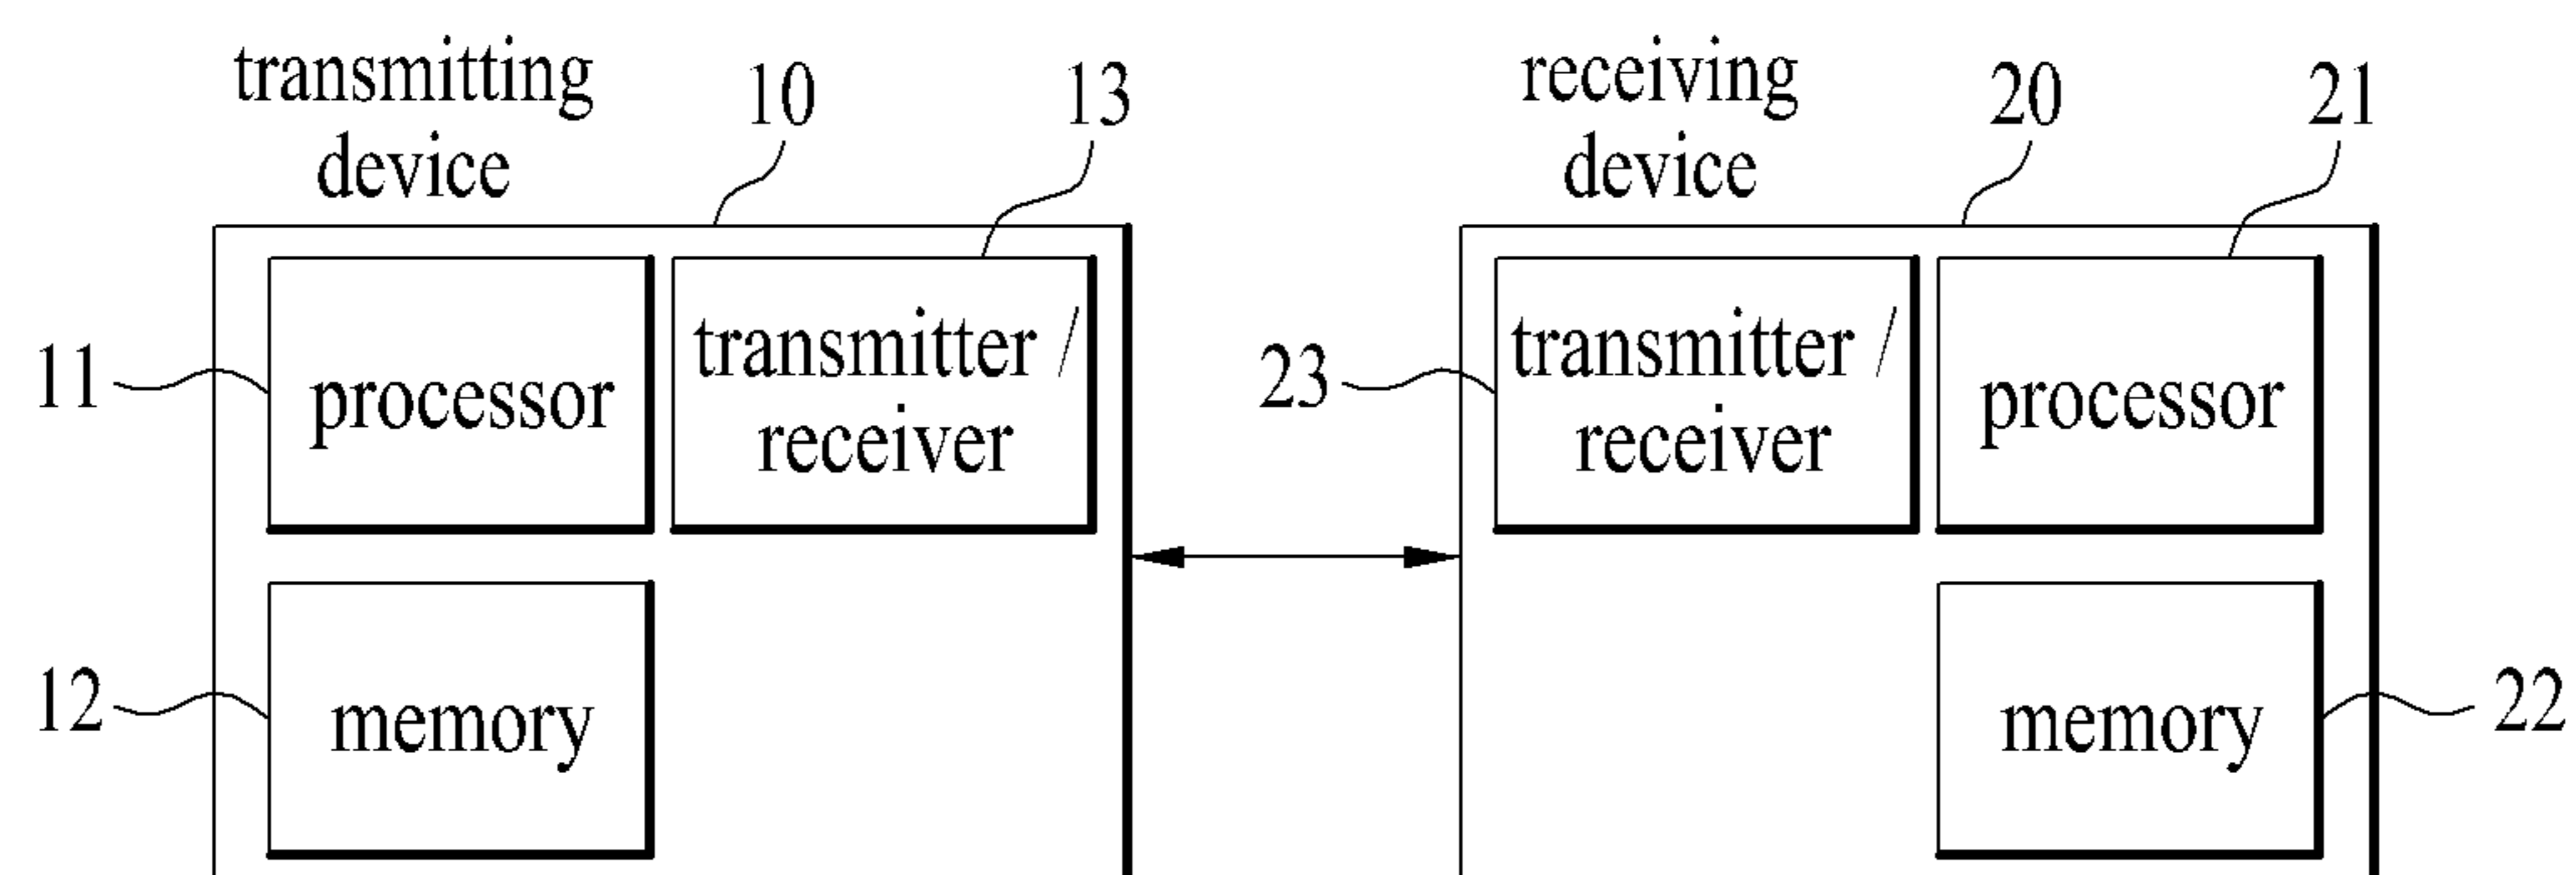 transmitting
device
10
13
receiving
device
20
21
11
processor
transmitter /
receiver
23
transmitter /
receiver
processor
12
memory
memory
22